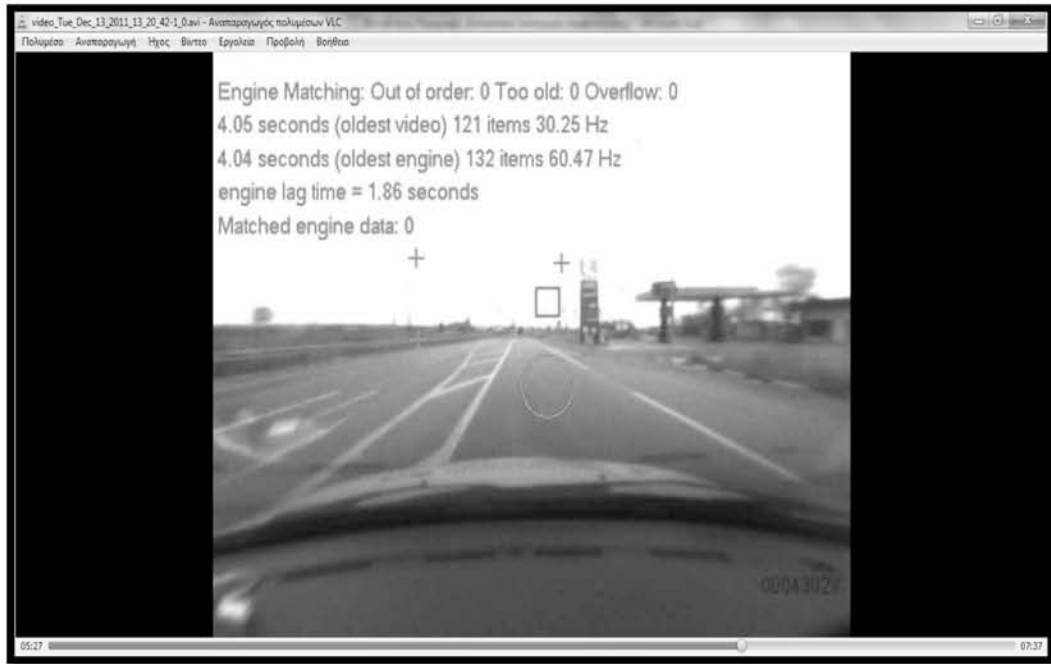 video_Tue_Dec_13_2011_13_20_42-1_0.avi - Αναπαραγωγός πολυμέσων VLC
Πολυμέσο Αναπαραγωγή Ήχος Βίντεο Εργαλεία Προβολή Βοήθεια
Engine Matching: Out of order: 0 Too old: 0 Overflow: 0
4.05 seconds (oldest video) 121 items 30.25 Hz
4.04 seconds (oldest engine) 132 items 60.47 Hz
engine lag time = 1.86 seconds
Matched engine data: 0
05:27
07:37